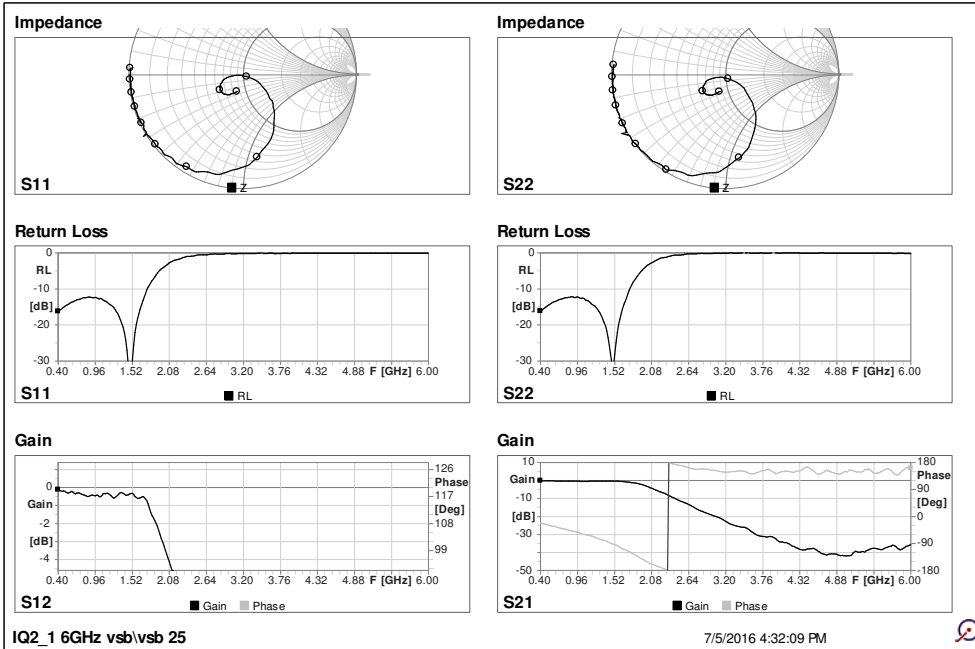 Impedance
Impedance
Z
S11
Z
S22
Return Loss
Return Loss
0
RL
-10
[dB]
-20
-30
0.40 0.96 1.52 2.08 2.64 3.20 3.76 4.32 4.88 F [GHz] 6.00
S11
RL
0
RL
-10
[dB]
-20
-30
0.40 0.96 1.52 2.08 2.64 3.20 3.76 4.32 4.88 F [GHz] 6.00
S22
RL
Gain
Gain
0
Gain
-2
[dB]
-4
126
Phase
117
[Deg]
108
99
0.40 0.96 1.52 2.08 2.64 3.20 3.76 4.32 4.88 F [GHz] 6.00
S12
Gain Phase
10
Gain
-10
[dB]
-30
-50
180
Phase
90
[Deg]
0
-90
-180
0.40 0.96 1.52 2.08 2.64 3.20 3.76 4.32 4.88 F [GHz] 6.00
S21
Gain Phase
IQ2_1 6GHz vsb\vsb 25
7/5/2016 4:32:09 PM